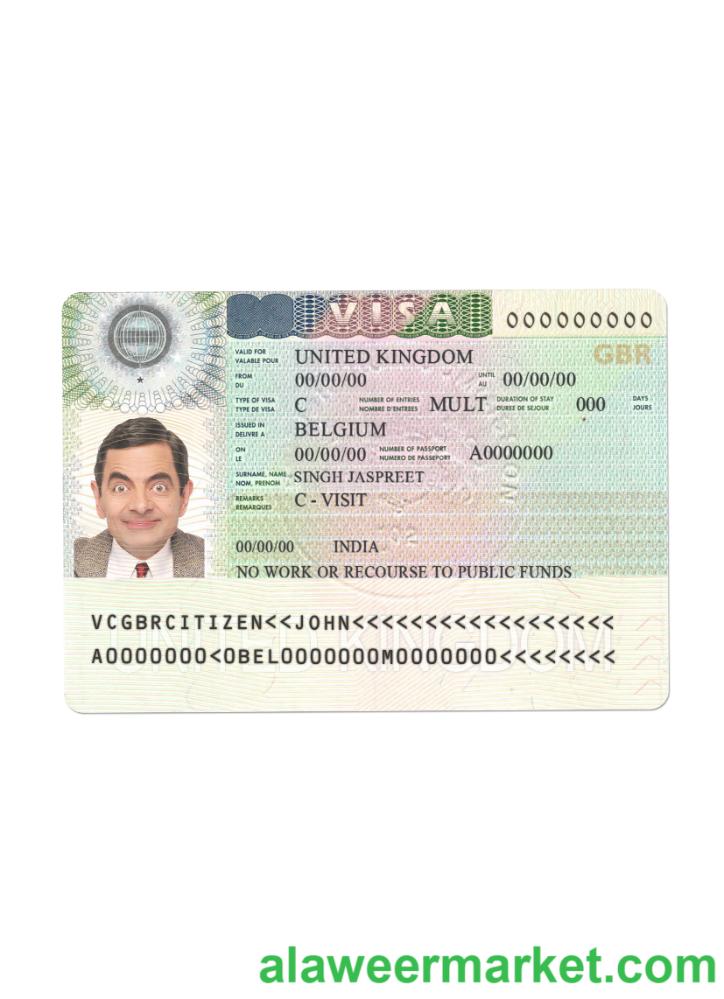 VISA
000000000
VALID FOR
VALABLE POUR
UNITED KINGDOM
GBR
FROM
DU
00/00/00
UNTIL
AU
00/00/00
TYPE OF VISA
TYPE DE VISA
C
NUMBER OF ENTRIES
NOMBRE D'ENTREES
MULT
DURATION OF STAY
DUREE DE SEJOUR
000
DAYS
JOURS
ISSUED IN
DELIVRE A
BELGIUM
ON
LE
00/00/00
NUMBER OF PASSPORT
NUMERO DE PASSEPORT
A0000000
SURNAME, NAME
NOM, PRENOM
SINGH JASPREET
REMARKS
REMARQUES
C - VISIT
00/00/00 INDIA
NO WORK OR RECOURSE TO PUBLIC FUNDS
VCGBRCITIZEN<<JOHN<<<<<<<<<<<<<<<<<<
A0000000<0BEL0000000M0000000<<<<<<<<
UNITED KINGDOM
alaweermarket.com